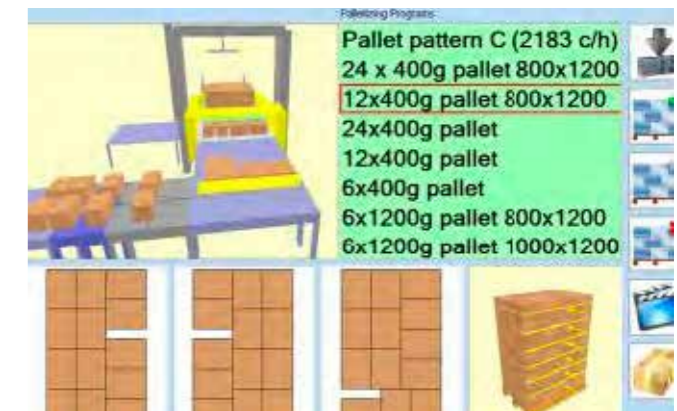 Palletizing Programs
Pallet pattern C (2183 c/h)
24 x 400g pallet 800x1200
12x400g pallet 800x1200
24x400g pallet
12x400g pallet
6x400g pallet
6x1200g pallet 800x1200
6x1200g pallet 1000x1200